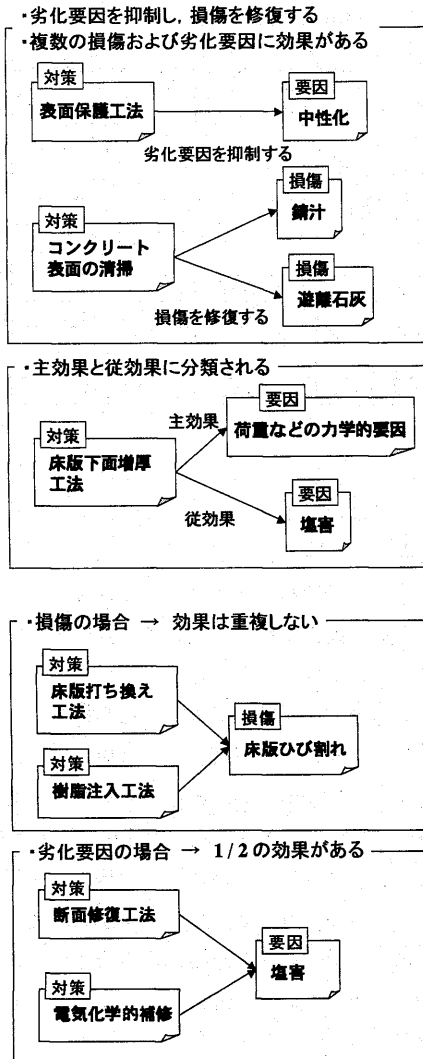 ・劣化要因を抑制し，損傷を修復する
・複数の損傷および劣化要因に効果がある
対策
表面保護工法
要因
中性化
劣化要因を抑制する
損傷
錆汁
対策
コンクリート
表面の清掃
損傷
遊離石灰
損傷を修復する
・主効果と従効果に分類される
要因
荷重などの力学的要因
主効果
対策
床版下面増厚
工法
要因
塩害
従効果
・損傷の場合 → 効果は重複しない
対策
床版打ち換え
工法
損傷
床版ひび割れ
対策
樹脂注入工法
・劣化要因の場合 → 1/2の効果がある
対策
断面修復工法
要因
塩害
対策
電気化学的補修